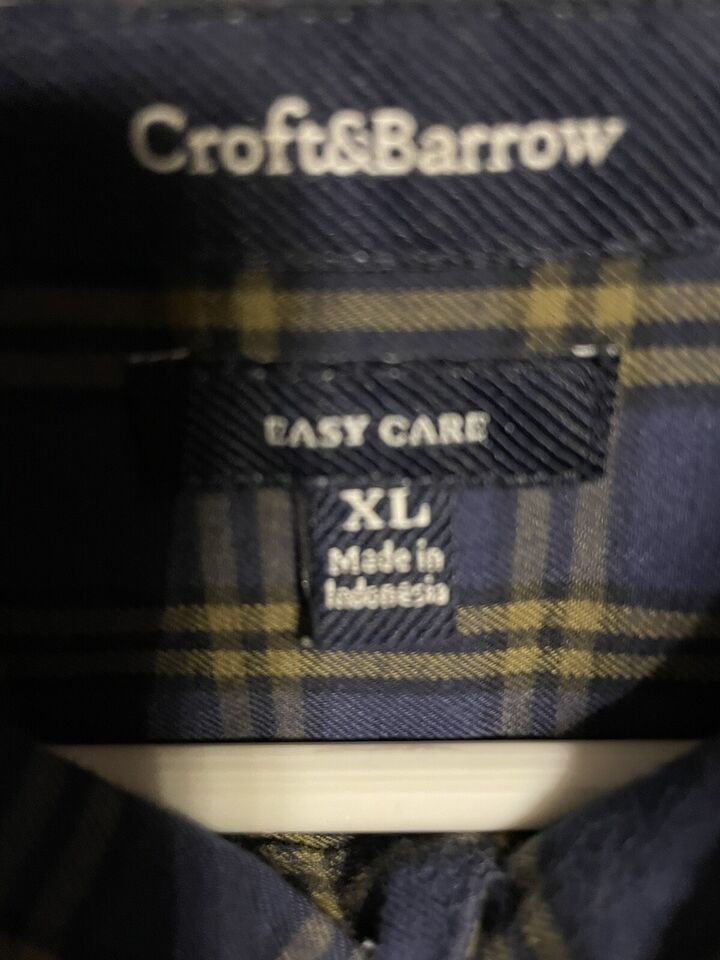 Croft&Barrow
EASY CARE
XL
Made in
Indonesia